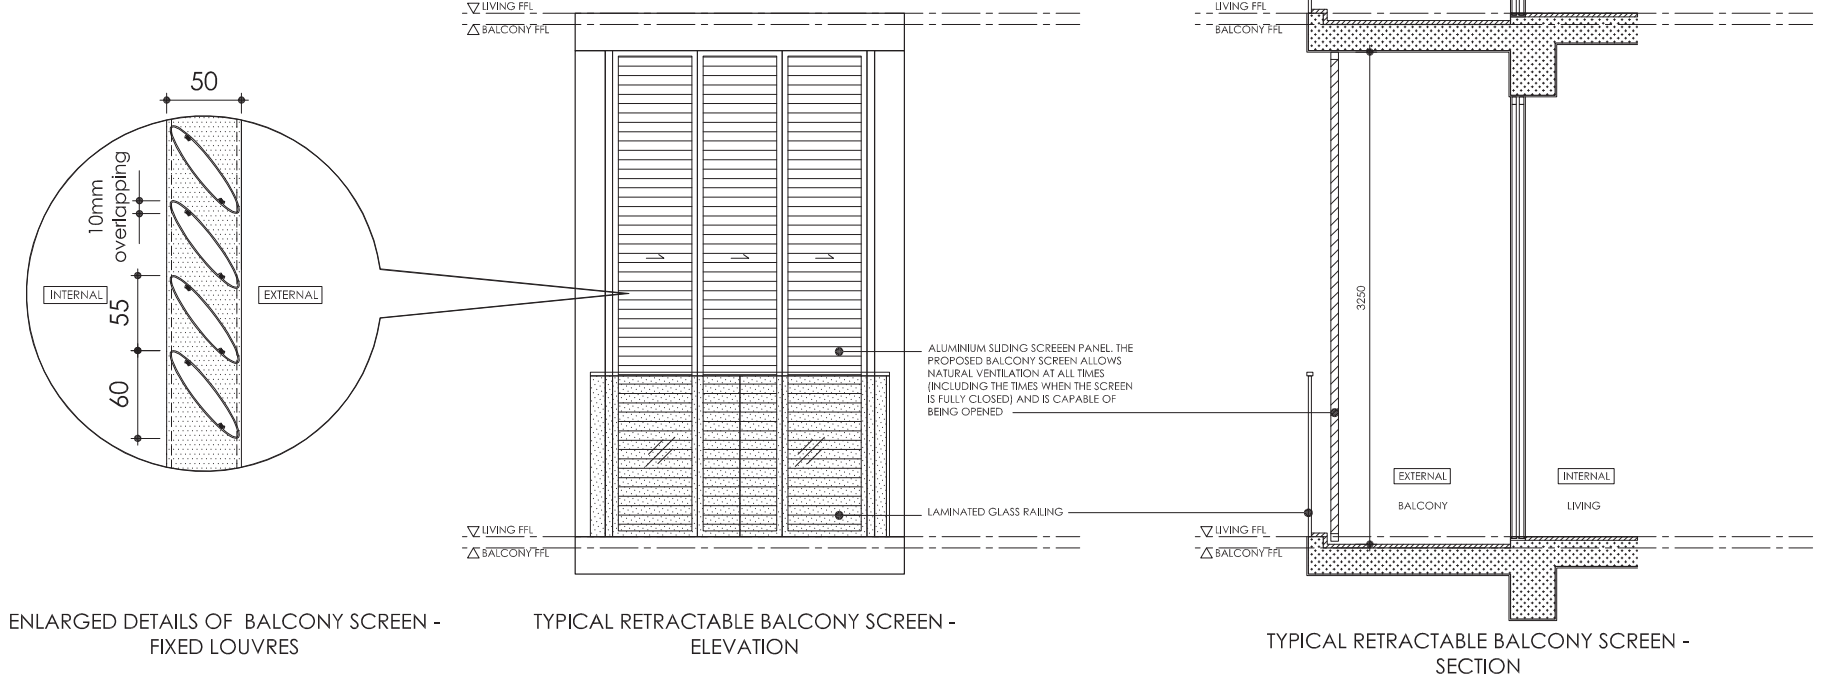 LIVING FFL
BALCONY FFL
LIVING FFL
BALCONY FFL
50
10mm
overlapping
INTERNAL
EXTERNAL
55
60
3250
ALUMINIUM SLIDING SCREEEN PANEL. THE
PROPOSED BALCONY SCREEN ALLOWS
NATURAL VENTILATION AT ALL TIMES
(INCLUDING THE TIMES WHEN THE SCREEN
IS FULLY CLOSED) AND IS CAPABLE OF
BEING OPENED
EXTERNAL
INTERNAL
BALCONY
LIVING
LAMINATED GLASS RAILING
LIVING FFL
BALCONY FFL
LIVING FFL
BALCONY FFL
ENLARGED DETAILS OF BALCONY SCREEN -
FIXED LOUVRES
TYPICAL RETRACTABLE BALCONY SCREEN -
ELEVATION
TYPICAL RETRACTABLE BALCONY SCREEN -
SECTION